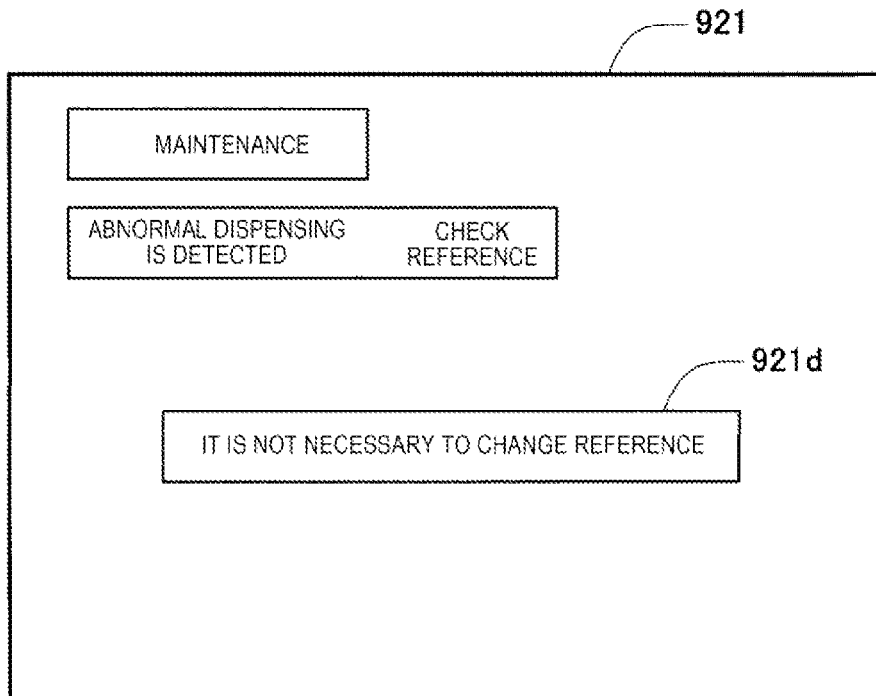 921
MAINTENANCE
ABNORMAL DISPENSING
IS DETECTED
CHECK
REFERENCE
921d
IT IS NOT NECESSARY TO CHANGE REFERENCE